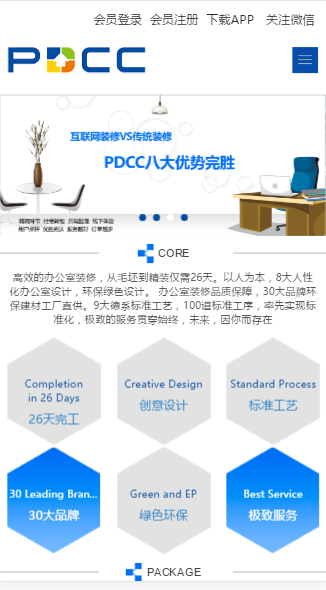 会员登录 会员注册 下载APP 关注微信
PDCC
互联网装修VS传统装修
PDCC八大优势完胜
CORE
高效的办公室装修，从毛坯到精装仅需26天。以人为本，8大人性
化办公室设计，环保绿色设计。 办公室装修品质保障，30大品牌环
保建材工厂直供。9大德系标准工艺，100道标准工序，率先实现标
准化，极致的服务贯穿始终，未来，因你而存在
Completion
in 26 Days
26天完工
Creative Design
创意设计
Standard Process
标准工艺
30 Leading Bran...
30大品牌
Green and EP
绿色环保
Best Service
极致服务
PACKAGE